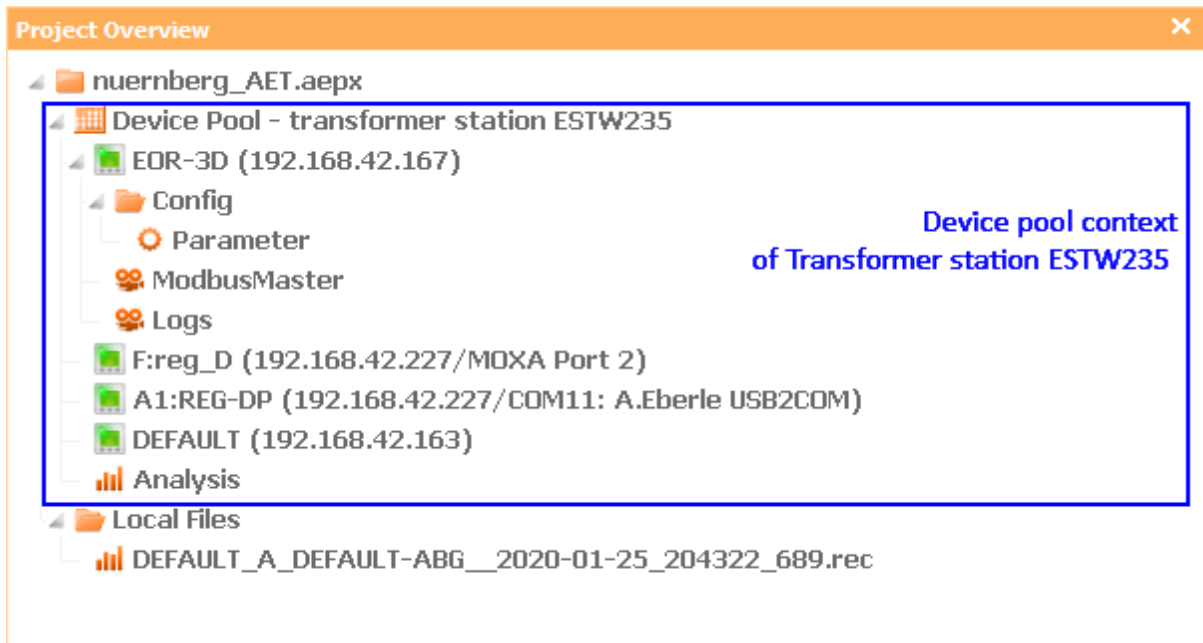 Project Overview
nuernberg_AET.aepx
Device Pool - transformer station ESTW235
EOR-3D (192.168.42.167)
Config
Parameter
Device pool context
of Transformer station ESTW235
ModbusMaster
Logs
F:reg_D (192.168.42.227/MOXA Port 2)
A1:REG-DP (192.168.42.227/COM11: A.Eberle USB2COM)
DEFAULT (192.168.42.163)
Analysis
Local Files
DEFAULT_A_DEFAULT-ABG__2020-01-25_204322_689.rec